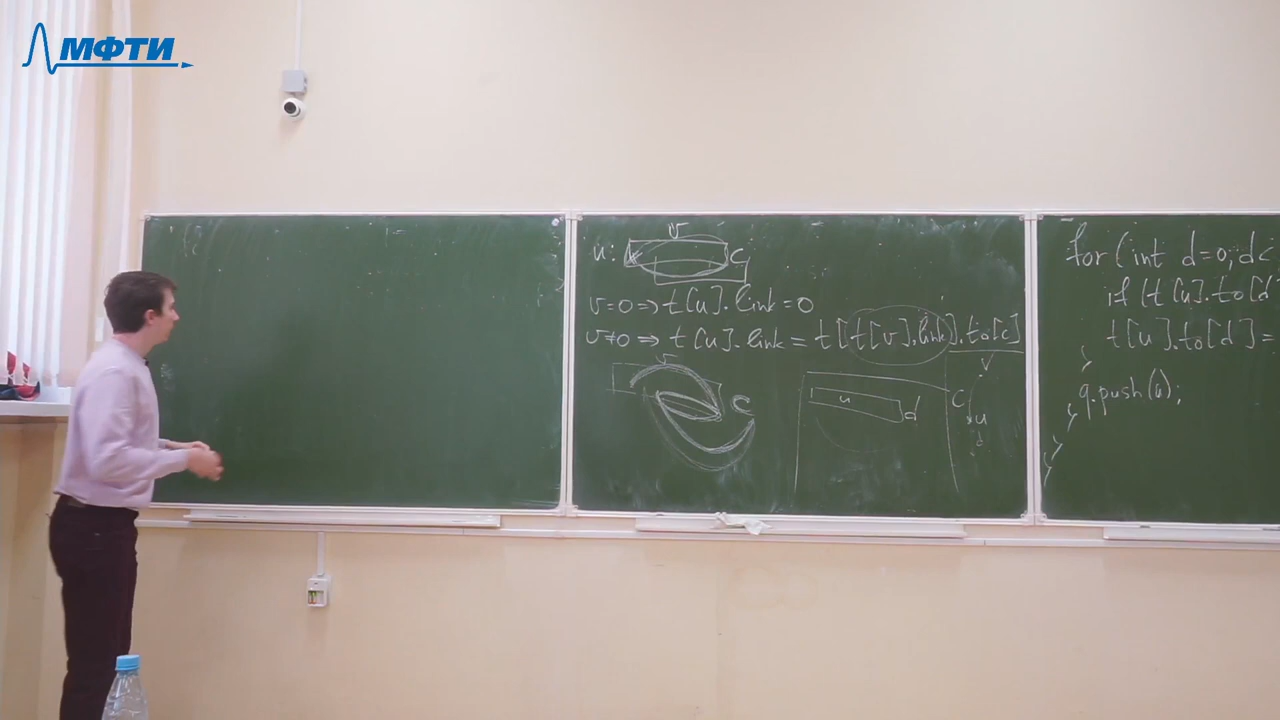 МФТИ
v
u: c
v=0 => t[u].link=0
v≠0 => t[u].link = t[t[v].link].to[c]
v
c
u d
c
v
u
d
for (int d=0; d<
if (t[u].to[d
t[u].to[d] =
}
q.push(u);
}
}
}